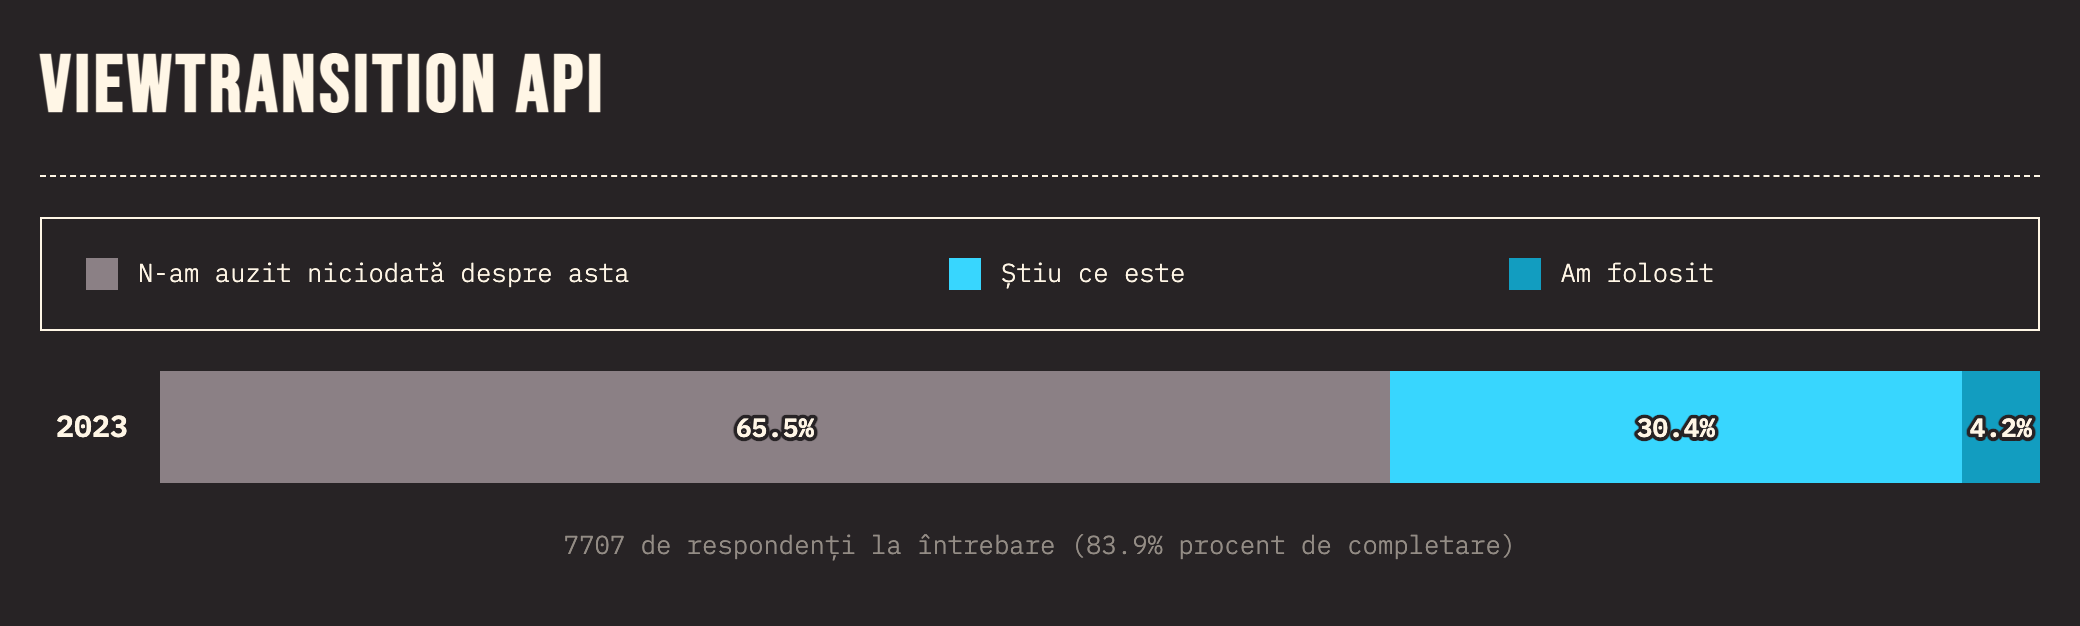 VIEWTRANSITION API
N-am auzit niciodată despre asta
Știu ce este
Am folosit
2023
65.5%
30.4%
4.2%
7707 de respondenți la întrebare (83.9% procent de completare)